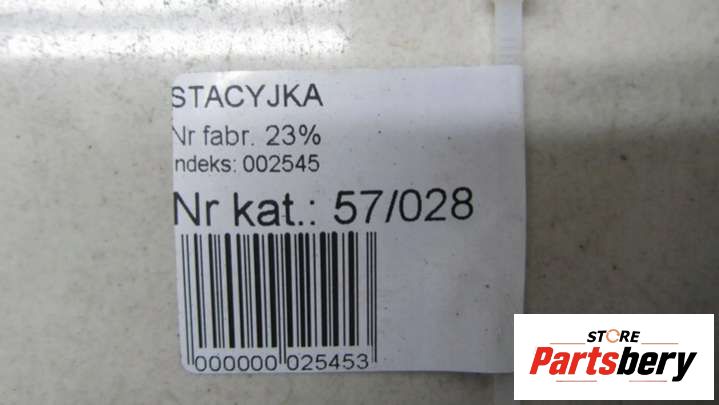 STACYJKA
Nr fabr. 23%
ndeks: 002545
Nr kat.: 57/028
000000 025453
STORE
Partsbery